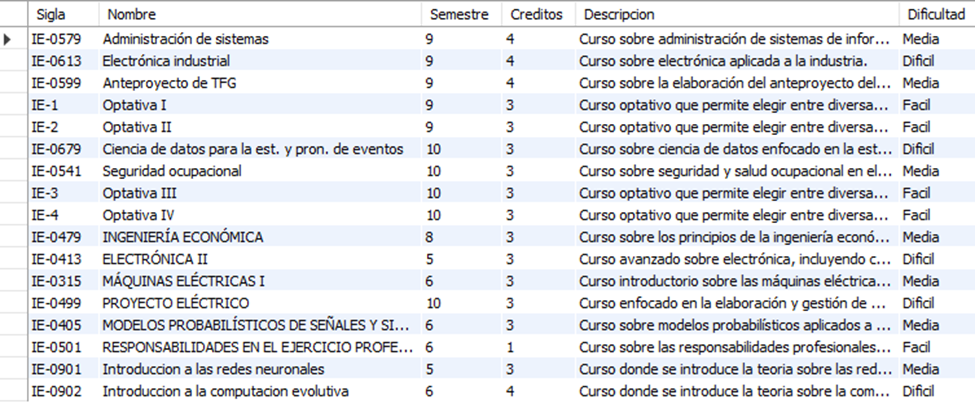 Sigla Nombre Semestre Creditos Descripcion Dificultad
IE-0579 Administración de sistemas 9 4 Curso sobre administración de sistemas de infor... Media
IE-0613 Electrónica industrial 9 4 Curso sobre electrónica aplicada a la industria. Dificil
IE-0599 Anteproyecto de TFG 9 4 Curso sobre la elaboración del anteproyecto del... Media
IE-1 Optativa I 9 3 Curso optativo que permite elegir entre diversa... Facil
IE-2 Optativa II 9 3 Curso optativo que permite elegir entre diversa... Facil
IE-0679 Ciencia de datos para la est. y pron. de eventos 10 3 Curso sobre ciencia de datos enfocado en la est... Dificil
IE-0541 Seguridad ocupacional 10 3 Curso sobre seguridad y salud ocupacional en el... Media
IE-3 Optativa III 10 3 Curso optativo que permite elegir entre diversa... Facil
IE-4 Optativa IV 10 3 Curso optativo que permite elegir entre diversa... Facil
IE-0479 INGENIERÍA ECONÓMICA 8 3 Curso sobre los principios de la ingeniería econó... Media
IE-0413 ELECTRÓNICA II 5 3 Curso avanzado sobre electrónica, incluyendo c... Dificil
IE-0315 MÁQUINAS ELÉCTRICAS I 6 3 Curso introductorio sobre las máquinas eléctrica... Media
IE-0499 PROYECTO ELÉCTRICO 10 3 Curso enfocado en la elaboración y gestión de ... Dificil
IE-0405 MODELOS PROBABILÍSTICOS DE SEÑALES Y SI... 6 3 Curso sobre modelos probabilísticos aplicados a ... Media
IE-0501 RESPONSABILIDADES EN EL EJERCICIO PROFE... 6 1 Curso sobre las responsabilidades profesionales... Facil
IE-0901 Introduccion a las redes neuronales 5 3 Curso donde se introduce la teoria sobre las red... Media
IE-0902 Introduccion a la computacion evolutiva 6 4 Curso donde se introduce la teoria sobre la com... Dificil